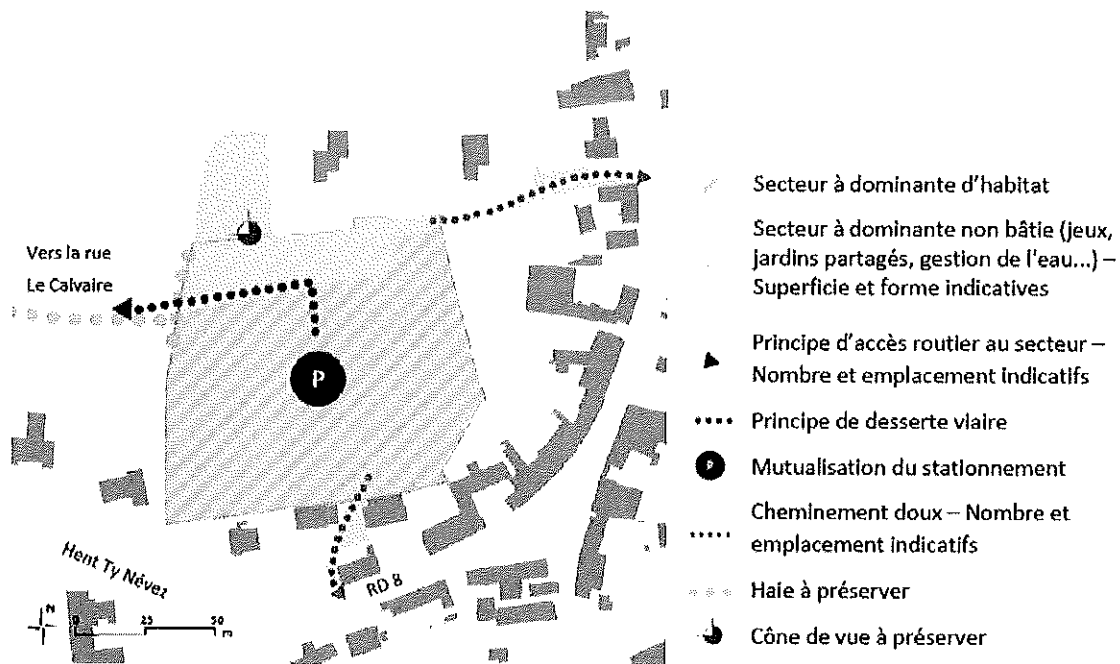 Vers la rue
Le Calvaire
P
Hent Ty Névez
RD 8
N
0 25 50
m
Secteur à dominante d'habitat
Secteur à dominante non bâtie (jeux,
jardins partagés, gestion de l'eau...) –
Superficie et forme indicatives
Principe d'accès routier au secteur –
Nombre et emplacement indicatifs
Principe de desserte viaire
P
Mutualisation du stationnement
Cheminement doux – Nombre et
emplacement indicatifs
Haie à préserver
Cône de vue à préserver